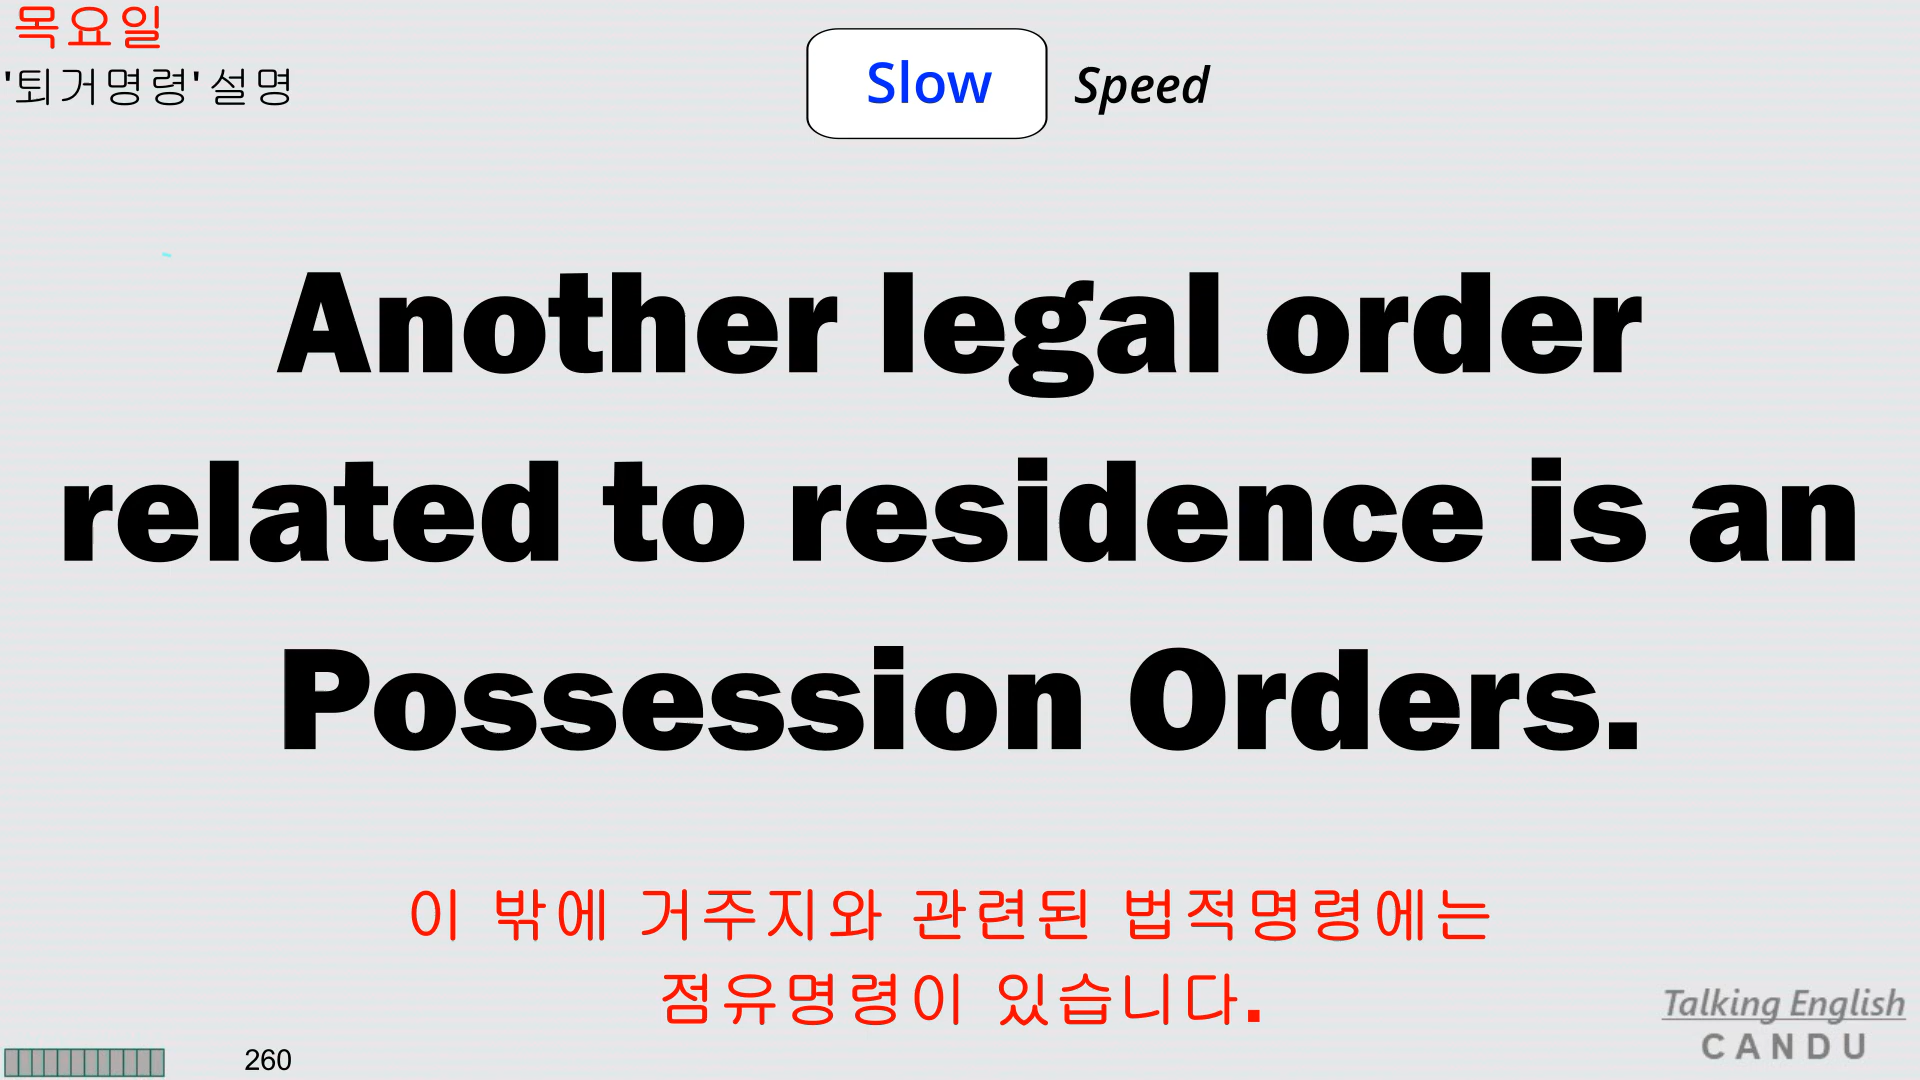 목요일
'퇴거명령' 설명
Slow Speed
Another legal order
related to residence is an
Possession Orders.
이 밖에 거주지와 관련된 법적명령에는
점유명령이 있습니다.
Talking English
CANDU
260